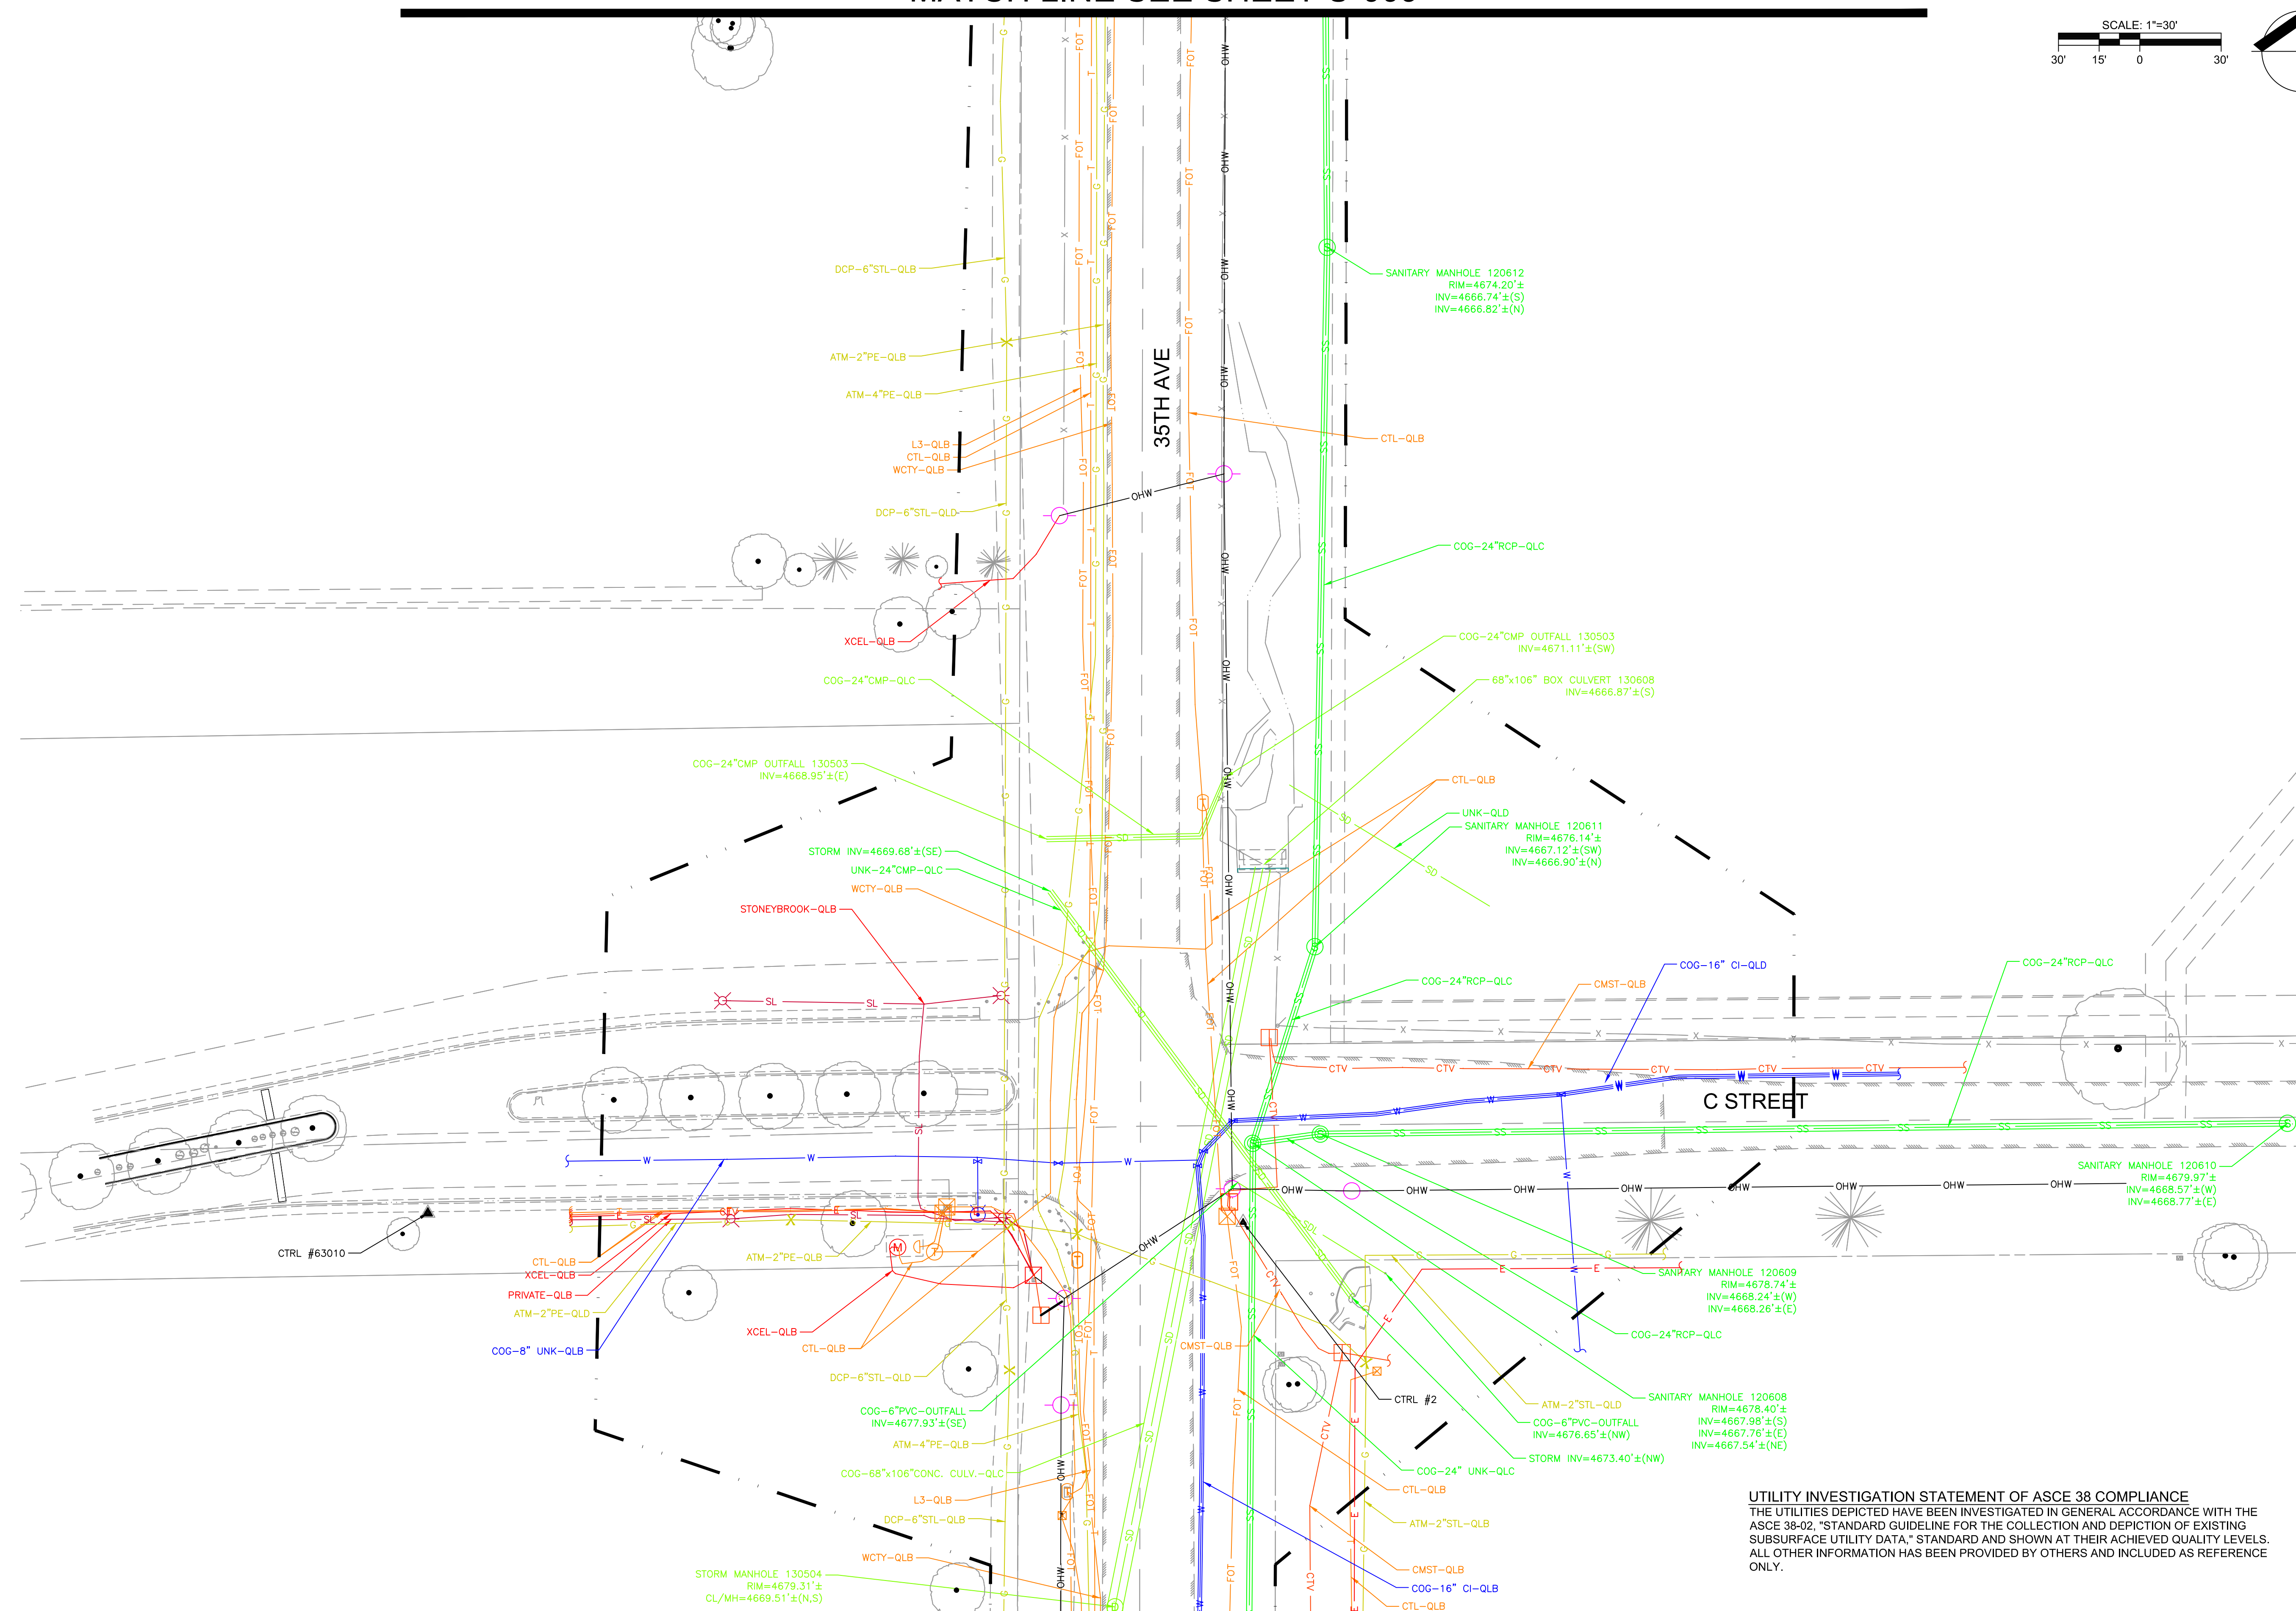 SCALE: 1"=30'
30' 15' 0 30'
35TH AVE
C STREET
DCP-6"STL-QLB
ATM-2"PE-QLB
ATM-4"PE-QLB
L3-QLB
CTL-QLB
WCTY-QLB
DCP-6"STL-QLD
XCEL-QLB
COG-24"CMP-QLC
COG-24"CMP OUTFALL 130503
INV=4668.95'±(E)
STORM INV=4669.68'±(SE)
UNK-24"CMP-QLC
WCTY-QLB
STONEYBROOK-QLB
SANITARY MANHOLE 120612
RIM=4674.20'±
INV=4666.74'±(S)
INV=4666.82'±(N)
CTL-QLB
COG-24"RCP-QLC
COG-24"CMP OUTFALL 130503
INV=4671.11'±(SW)
68"x106" BOX CULVERT 130608
INV=4666.87'±(S)
CTL-QLB
UNK-QLD
SANITARY MANHOLE 120611
RIM=4676.14'±
INV=4667.12'±(SW)
INV=4666.90'±(N)
COG-16" CI-QLD
COG-24"RCP-QLC
COG-24"RCP-QLC
CMST-QLB
SANITARY MANHOLE 120610
RIM=4679.97'±
INV=4668.57'±(W)
INV=4668.77'±(E)
CTRL #63010
CTL-QLB
XCEL-QLB
PRIVATE-QLB
ATM-2"PE-QLD
COG-8" UNK-QLB
ATM-2"PE-QLB
XCEL-QLB
CTL-QLB
DCP-6"STL-QLD
COG-6"PVC-OUTFALL
INV=4677.93'±(SE)
ATM-4"PE-QLB
COG-68"x106"CONC. CULV.-QLC
L3-QLB
DCP-6"STL-QLB
WCTY-QLB
STORM MANHOLE 130504
RIM=4679.31'±
CL/MH=4669.51'±(N,S)
CMST-QLB
SANITARY MANHOLE 120609
RIM=4678.74'±
INV=4668.24'±(W)
INV=4668.26'±(E)
COG-24"RCP-QLC
CTRL #2
ATM-2"STL-QLD
SANITARY MANHOLE 120608
RIM=4678.40'±
INV=4667.98'±(S)
INV=4667.76'±(E)
INV=4667.54'±(NE)
COG-6"PVC-OUTFALL
INV=4676.65'±(NW)
STORM INV=4673.40'±(NW)
COG-24" UNK-QLC
CTL-QLB
ATM-2"STL-QLB
CMST-QLB
COG-16" CI-QLB
CTL-QLB
UTILITY INVESTIGATION STATEMENT OF ASCE 38 COMPLIANCE
THE UTILITIES DEPICTED HAVE BEEN INVESTIGATED IN GENERAL ACCORDANCE WITH THE
ASCE 38-02, "STANDARD GUIDELINE FOR THE COLLECTION AND DEPICTION OF EXISTING
SUBSURFACE UTILITY DATA," STANDARD AND SHOWN AT THEIR ACHIEVED QUALITY LEVELS.
ALL OTHER INFORMATION HAS BEEN PROVIDED BY OTHERS AND INCLUDED AS REFERENCE
ONLY.